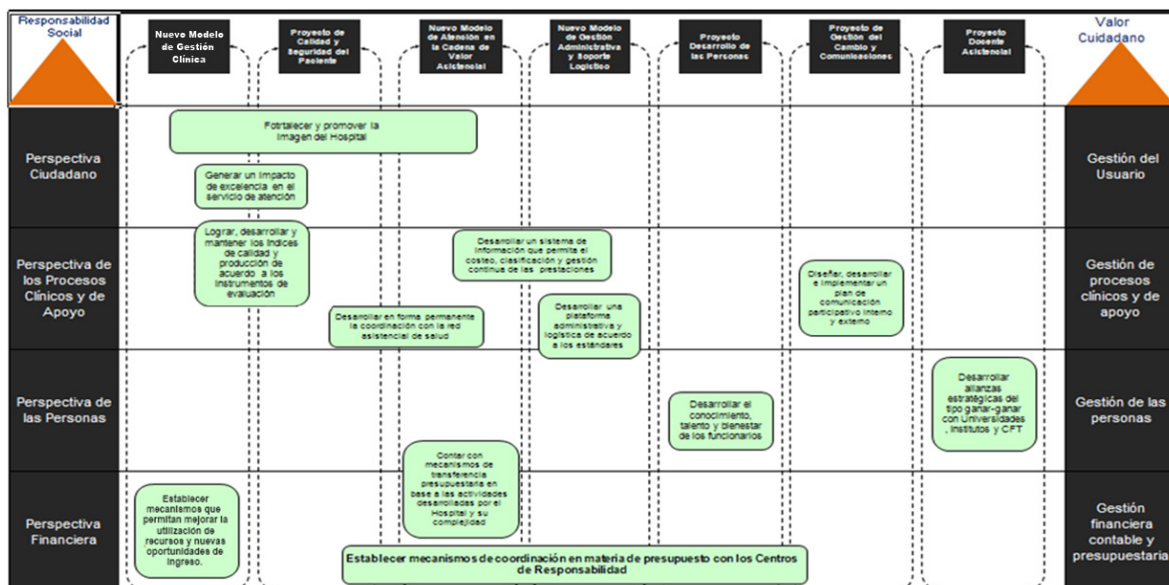 Responsabilidad
Social
Nuevo Modelo
de Gestión
Clínica
Proyecto de
Calidad y
Seguridad del
Paciente
Nuevo Modelo de
Atención en
la Cadena de
Valor
Asistencial
Nuevo Modelo
de Gestión
Administrativa
y Soporte
Logístico
Proyecto
Desarrollo de
las Personas
Proyecto de
Gestión del
Cambio y
Comunicaciones
Proyecto
Docente
Asistencial
Valor
Cuidadano
Perspectiva
Ciudadano
Fotrtalecer y promover la
Imagen del Hospital
Generar un impacto
de excelencia en el
servicio de atención
Gestión del
Usuario
Perspectiva de
los Procesos
Clínicos y de
Apoyo
Lograr, desarrollar y
mantener los índices
de calidad y
producción de
acuerdo a los
instrumentos de
evaluación
Desarrollar en forma permanente
la coordinación con la red
asistencial de salud
Desarrollar un sistema de
información que permita el
costeo, clasificación y gestión
continua de las prestaciones
Desarrollar una
plataforma
administrativa y
logística de acuerdo
a los estándares
Diseñar, desarrollar
e implementar un
plan de
comunicación
participativo interno y
externo
Gestión de
procesos
clínicos y de
apoyo
Perspectiva de
las Personas
Desarrollar el
conocimiento,
talento y bienestar
de los funcionarios
Desarrollar
alianzas
estratégicas del
tipo ganar-ganar
con Universidades
, Institutos y CFT
Gestión de las
personas
Perspectiva
Financiera
Establecer
mecanismos que
permitan mejorar la
utilización de
recursos y nuevas
oportunidades de
ingreso.
Contar con
mecanismos de
transferencia
presupuestaria en
base a las actividades
desarrolladas por el
Hospital y su
complejidad
Establecer mecanismos de coordinación en materia de presupuesto con los Centros
de Responsabilidad
Gestión
financiera
contable y
presupuestaria